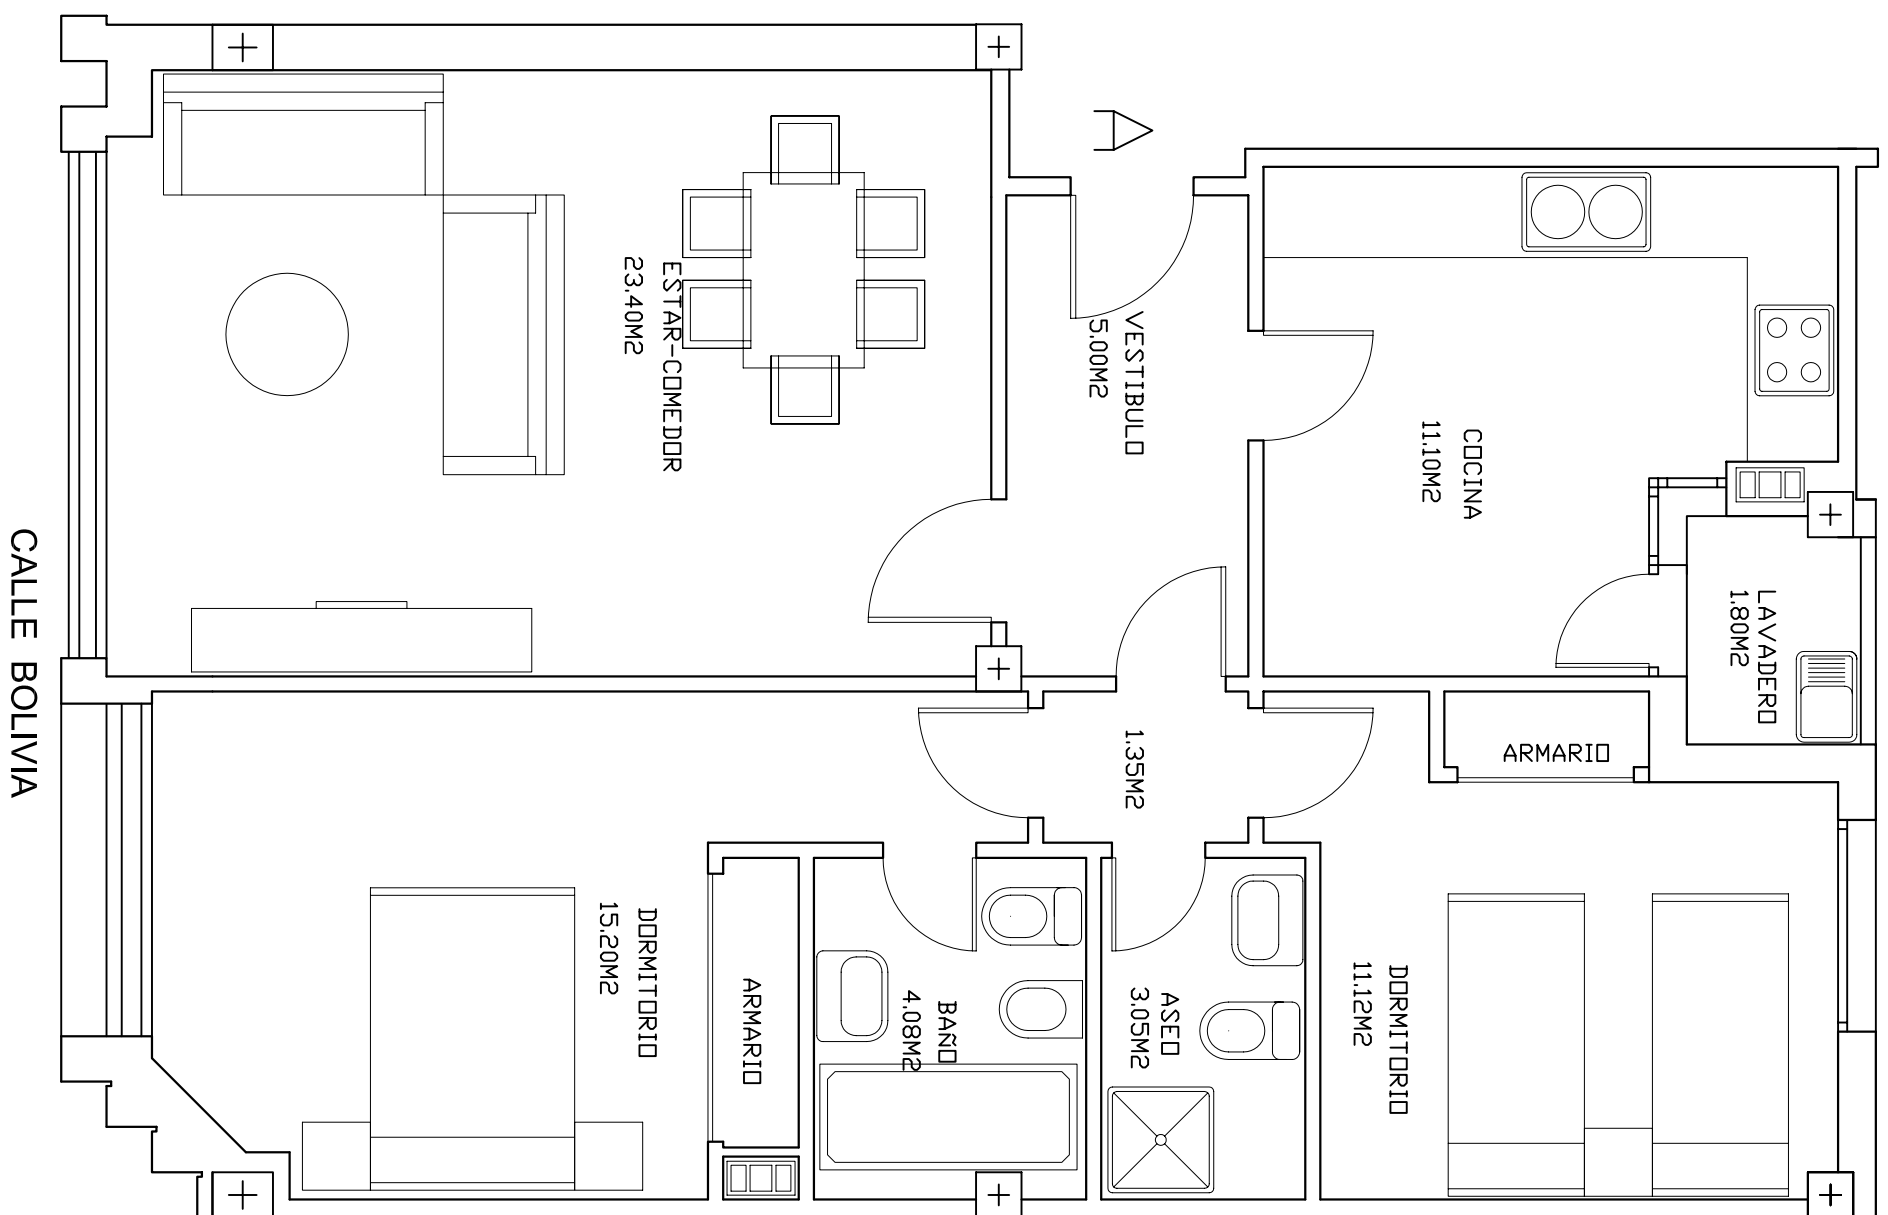 ESTAR-COMEDOR
23.40M2
VESTIBULO
5.00M2
COCINA
11.10M2
LAVADERO
1.80M2
ARMARIO
1.35M2
DORMITORIO
15.20M2
ARMARIO
BAÑO
4.08M2
ASEO
3.05M2
DORMITORIO
11.12M2
CALLE BOLIVIA